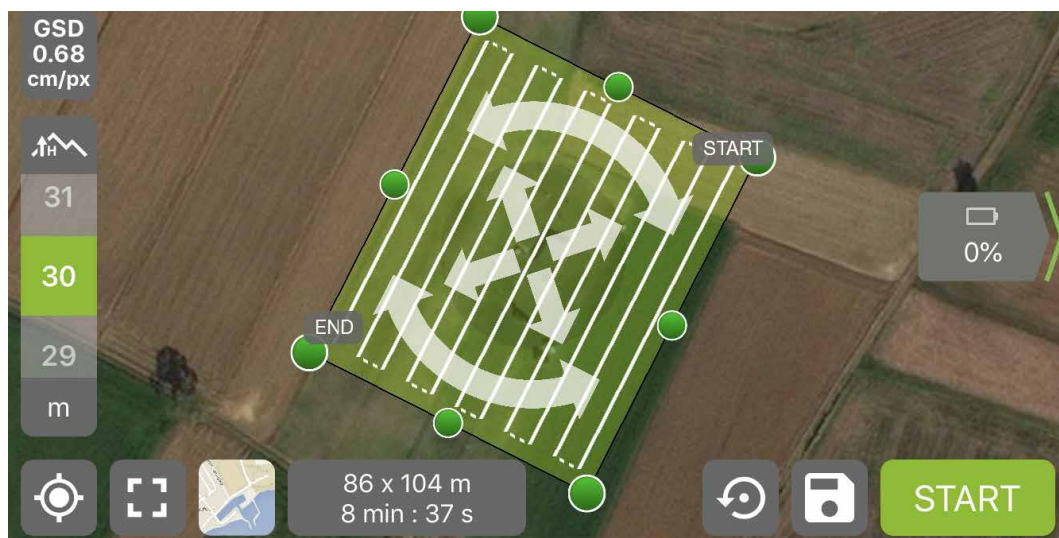 GSD
0.68
cm/px
H
31
30
29
m
START
END
0%
86 x 104 m
8 min : 37 s
START